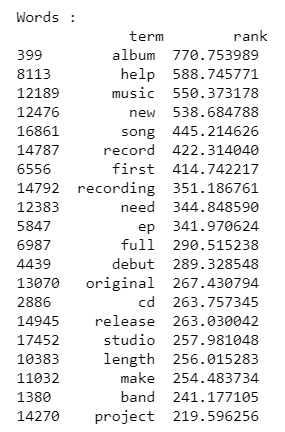 Words :
term rank
399 album 770.753989
8113 help 588.745771
12189 music 550.373178
12476 new 538.684788
16861 song 445.214626
14787 record 422.314040
6556 first 414.742217
14792 recording 351.186761
12383 need 344.848590
5847 ep 341.970624
6987 full 290.515238
4439 debut 289.328548
13070 original 267.430794
2886 cd 263.757345
14945 release 263.030042
17452 studio 257.981048
10383 length 256.015283
11032 make 254.483734
1380 band 241.177105
14270 project 219.596256